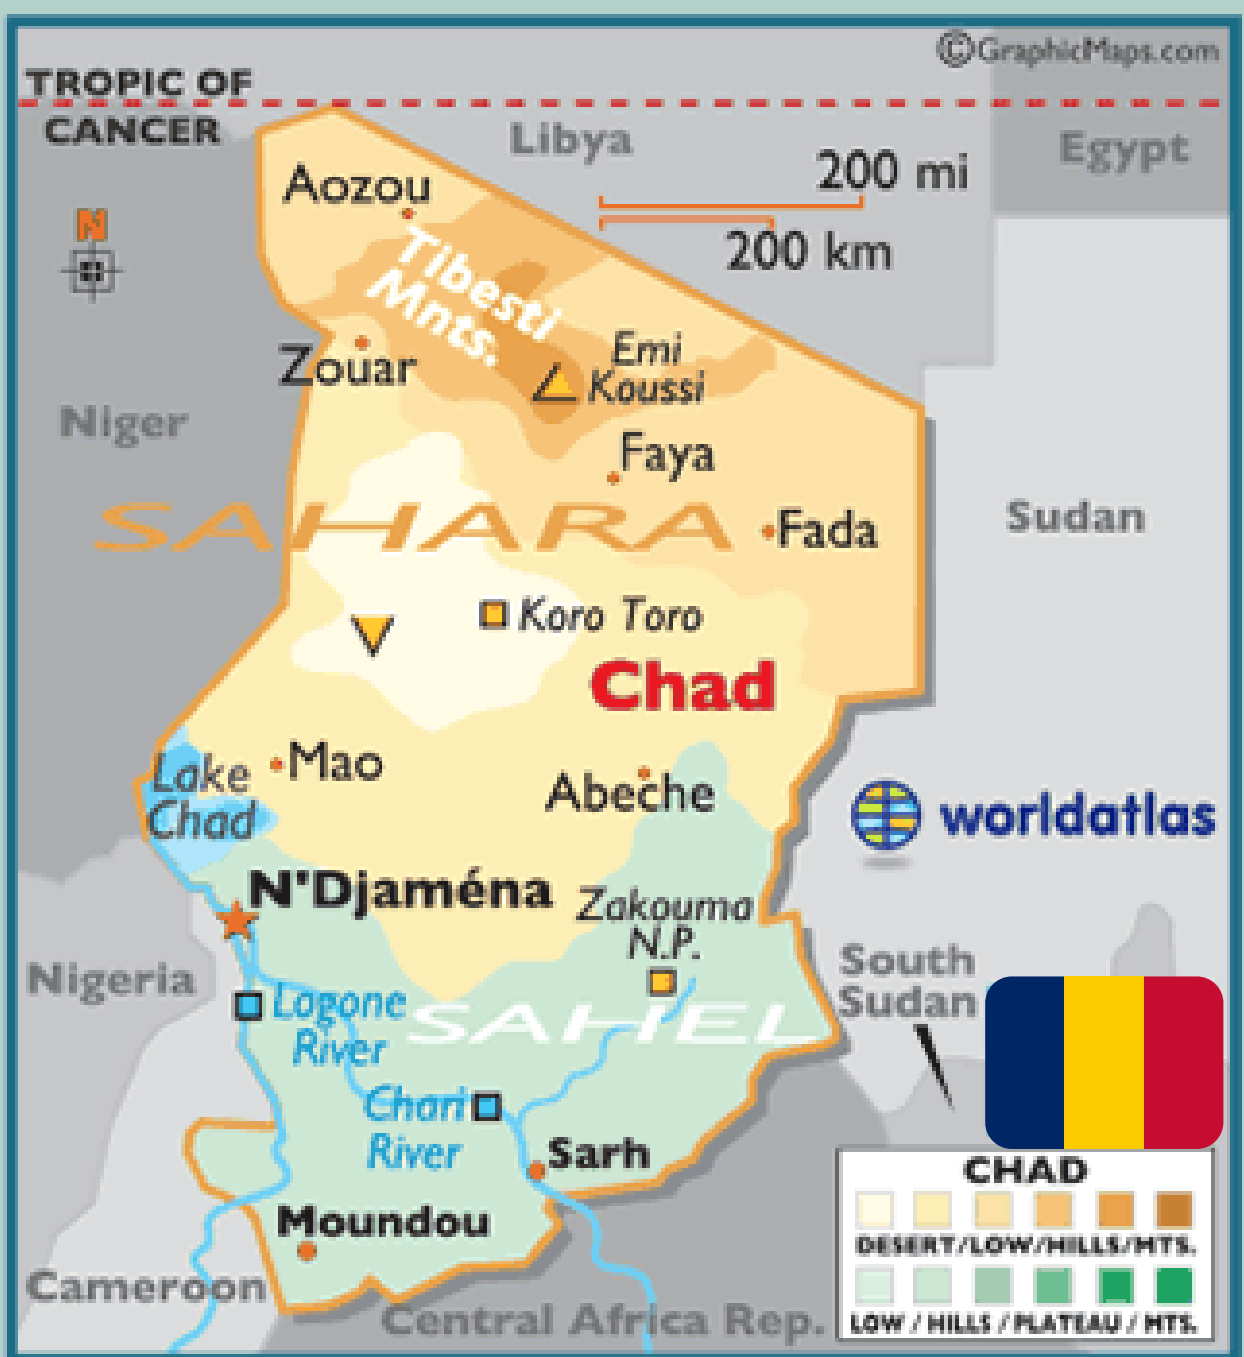 ©GraphicMaps.com
TROPIC OF
CANCER
Libya
Egypt
200 mi
200 km
N
Aozou
Tibesti
Mnts.
Zouar
Emi
Koussi
Niger
Faya
SAHARA
Fada
Sudan
Koro Toro
Chad
Lake
Chad
Mao
Abeche
worldatlas
N'Djaména
Zakouma
N.P.
Nigeria
South
Sudan
Logone
River
SAHEL
Chari
River
Sarh
Moundou
Cameroon
Central Africa Rep.
CHAD
DESERT/LOW/HILLS/MTS.
LOW / HILLS / PLATEAU / MTS.